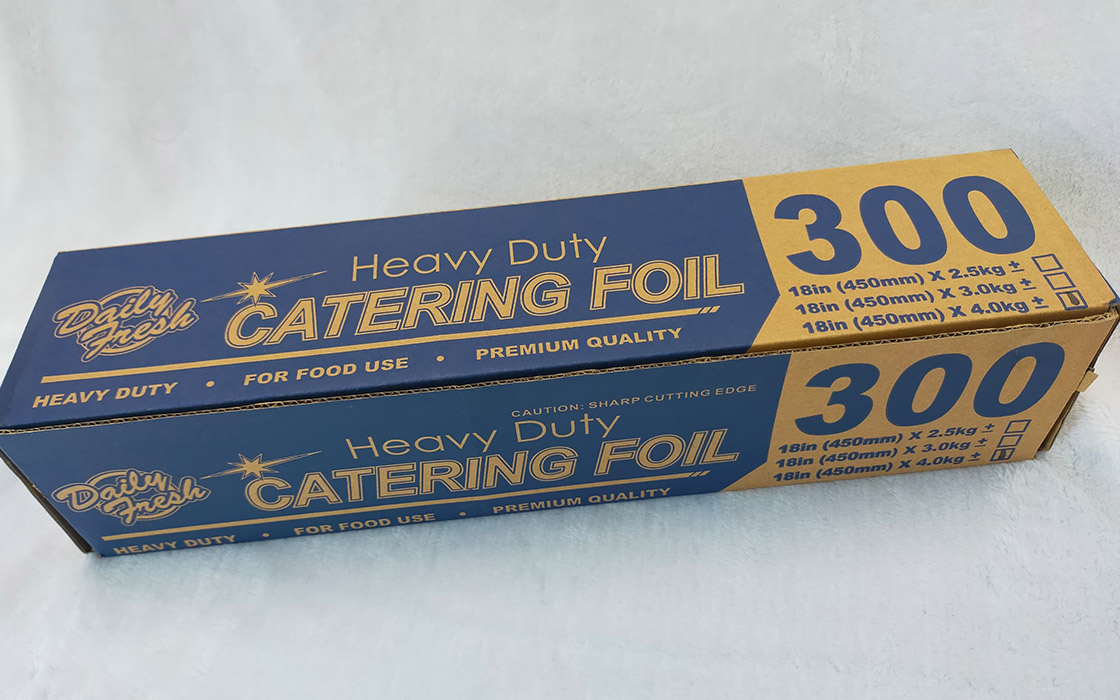 Daily
Fresh
Heavy Duty
CATERING FOIL
HEAVY DUTY • FOR FOOD USE • PREMIUM QUALITY
300
18in (450mm) X 2.5kg ±
18in (450mm) X 3.0kg ±
18in (450mm) X 4.0kg ±
CAUTION: SHARP CUTTING EDGE
Daily
Fresh
Heavy Duty
CATERING FOIL
HEAVY DUTY • FOR FOOD USE • PREMIUM QUALITY
300
18in (450mm) X 2.5kg ±
18in (450mm) X 3.0kg ±
18in (450mm) X 4.0kg ±